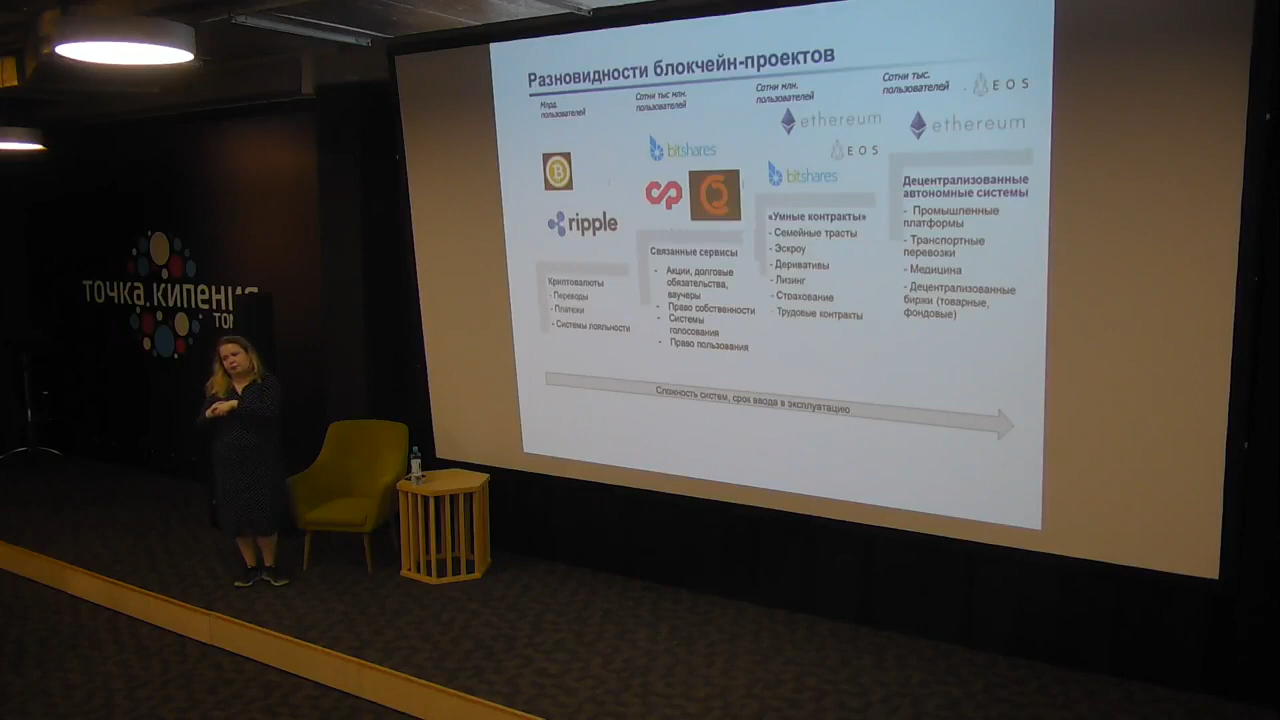 Разновидности блокчейн-проектов
Млрд.
пользователей
Сотни тыс млн.
пользователей
Сотни млн.
пользователей
Сотни тыс.
пользователей
EOS
ethereum
ethereum
EOS
bitshares
bitshares
ripple
Криптовалюты
- Переводы
- Платежи
- Системы лояльности
Связанные сервисы
- Акции, долговые
обязательства,
ваучеры
- Право собственности
- Системы
голосования
- Право пользования
«Умные контракты»
- Семейные трасты
- Эскроу
- Деривативы
- Лизинг
- Страхование
- Трудовые контракты
Децентрализованные
автономные системы
- Промышленные
платформы
- Транспортные
перевозки
- Медицина
- Децентрализованные
биржи (товарные,
фондовые)
Сложность систем, срок ввода в эксплуатацию
точка кипения